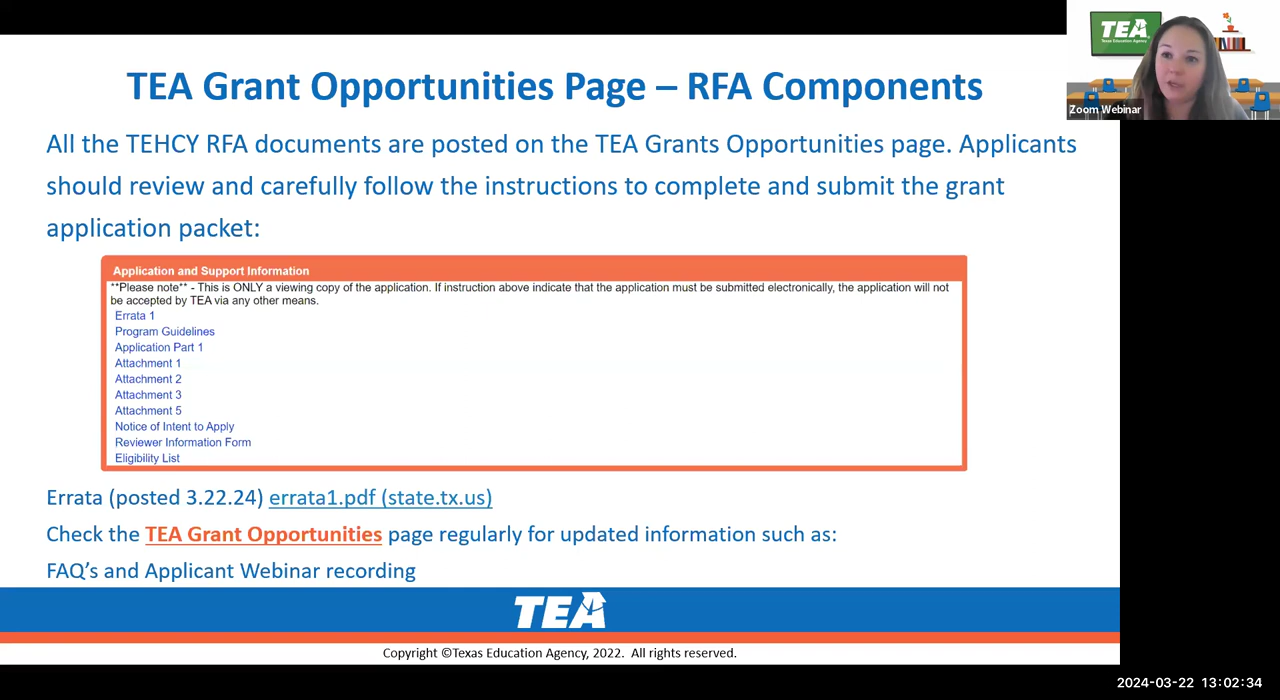 TEA
Texas Education Agency
Zoom Webinar
TEA Grant Opportunities Page – RFA Components
All the TEHCY RFA documents are posted on the TEA Grants Opportunities page. Applicants
should review and carefully follow the instructions to complete and submit the grant
application packet:
Application and Support Information
**Please note** - This is ONLY a viewing copy of the application. If instruction above indicate that the application must be submitted electronically, the application will not
be accepted by TEA via any other means.
Errata 1
Program Guidelines
Application Part 1
Attachment 1
Attachment 2
Attachment 3
Attachment 5
Notice of Intent to Apply
Reviewer Information Form
Eligibility List
Errata (posted 3.22.24) errata1.pdf (state.tx.us)
Check the TEA Grant Opportunities page regularly for updated information such as:
FAQ’s and Applicant Webinar recording
TEA
Copyright ©Texas Education Agency, 2022. All rights reserved.
2024-03-22 13:02:34